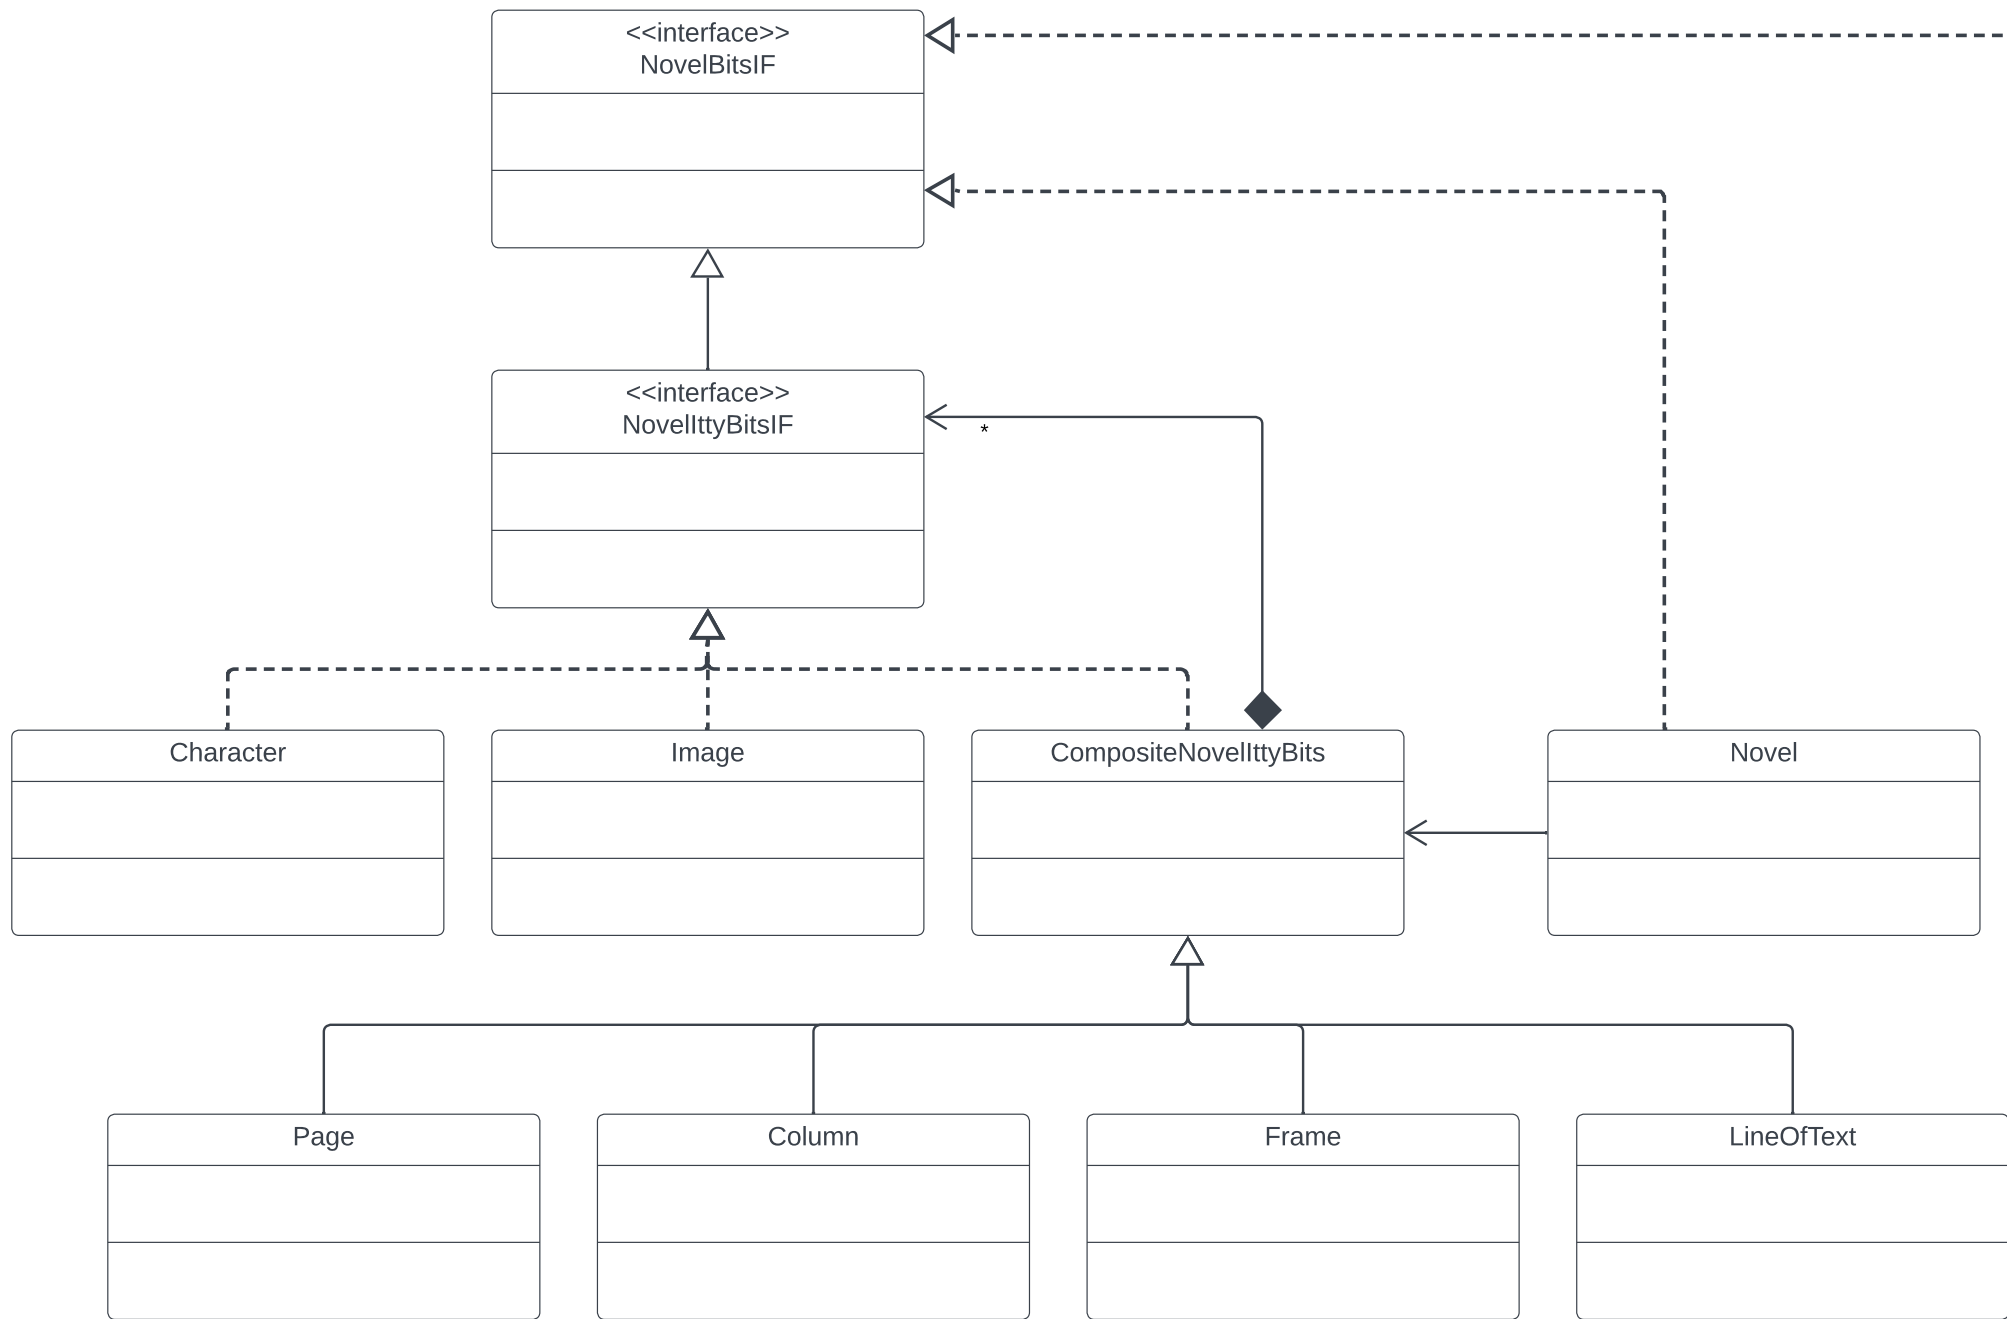 <<interface>>
NovelBitsIF
<<interface>>
NovelIttyBitsIF
*
Character
Image
CompositeNovelIttyBits
Novel
Page
Column
Frame
LineOfText